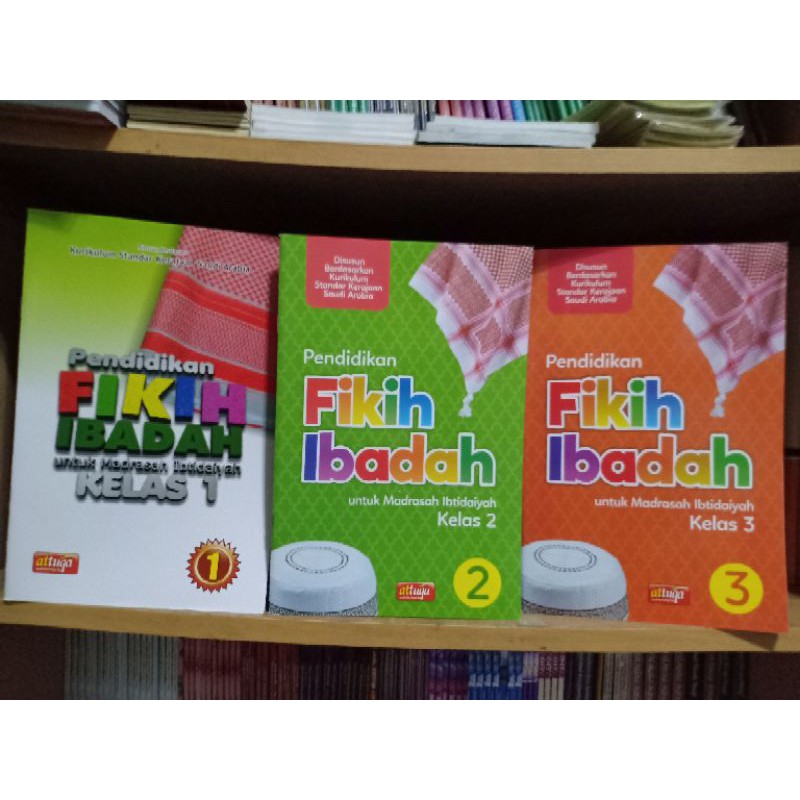 Kurikulum Standar Kerajaan Saudi Arabia
Pendidikan
FIKIH
IBADAH
untuk Madrasah Ibtidaiyah
KELAS 1
attuqa
1
Disusun
Berdasarkan
Kurikulum
Standar Kerajaan
Saudi Arabia
Pendidikan
Fikih
Ibadah
untuk Madrasah Ibtidaiyah
Kelas 2
attuqa
2
Disusun
Berdasarkan
Kurikulum
Standar Kerajaan
Saudi Arabia
Pendidikan
Fikih
Ibadah
untuk Madrasah Ibtidaiyah
Kelas 3
attuqa
3